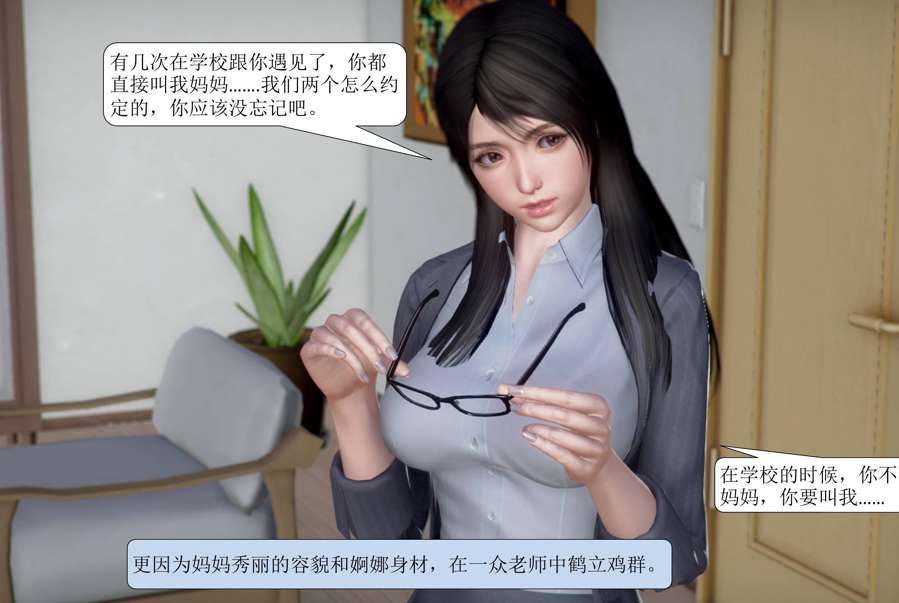 有几次在学校跟你遇见了，你都
直接叫我妈妈.......我们两个怎么约
定的，你应该没忘记吧。
在学校的时候，你不
妈妈，你要叫我......
更因为妈妈秀丽的容貌和婀娜身材，在一众老师中鹤立鸡群。